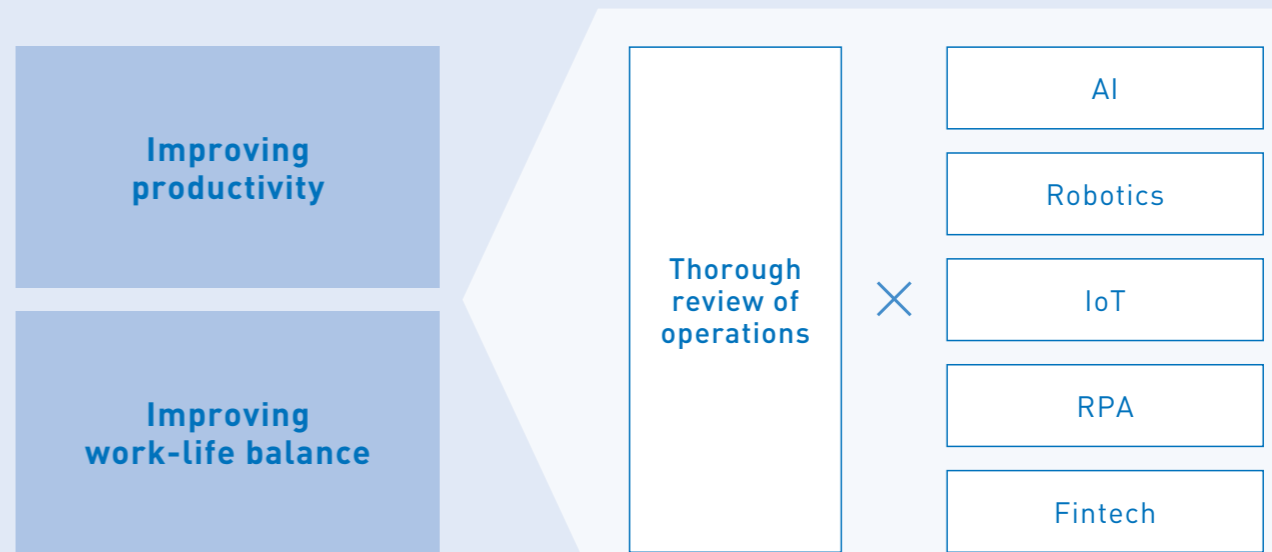 Improving
productivity
Improving
work-life balance
Thorough
review of
operations
×
AI
Robotics
IoT
RPA
Fintech